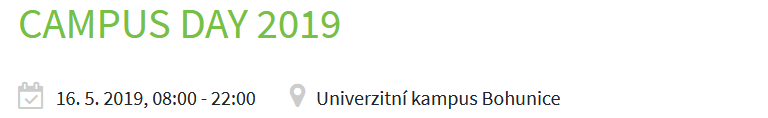 CAMPUS DAY 2019
16. 5. 2019, 08:00 - 22:00 Univerzitní kampus Bohunice